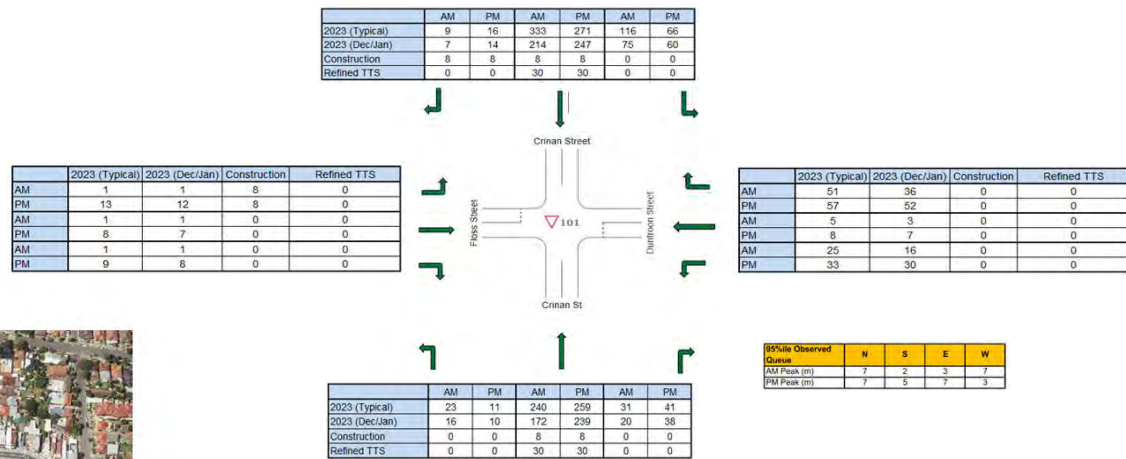 AM PM AM PM AM PM
2023 (Typical) 9 16 333 271 116 66
2023 (Dec/Jan) 7 14 214 247 75 60
Construction 8 8 8 8 0 0
Refined TTS 0 0 30 30 0 0
Crinan Street
2023 (Typical) 2023 (Dec/Jan) Construction Refined TTS
AM 1 1 8 0
PM 13 12 8 0
AM 1 1 0 0
PM 8 7 0 0
AM 1 1 0 0
PM 9 8 0 0
Floss Street
101
Duntroon Street
2023 (Typical) 2023 (Dec/Jan) Construction Refined TTS
AM 51 36 0 0
PM 57 52 0 0
AM 5 3 0 0
PM 8 7 0 0
AM 25 16 0 0
PM 33 30 0 0
Crinan St
95%ile Observed Queue N S E W
AM Peak (m) 7 2 3 7
PM Peak (m) 7 5 7 3
AM PM AM PM AM PM
2023 (Typical) 23 11 240 259 31 41
2023 (Dec/Jan) 16 10 172 239 20 38
Construction 0 0 8 8 0 0
Refined TTS 0 0 30 30 0 0